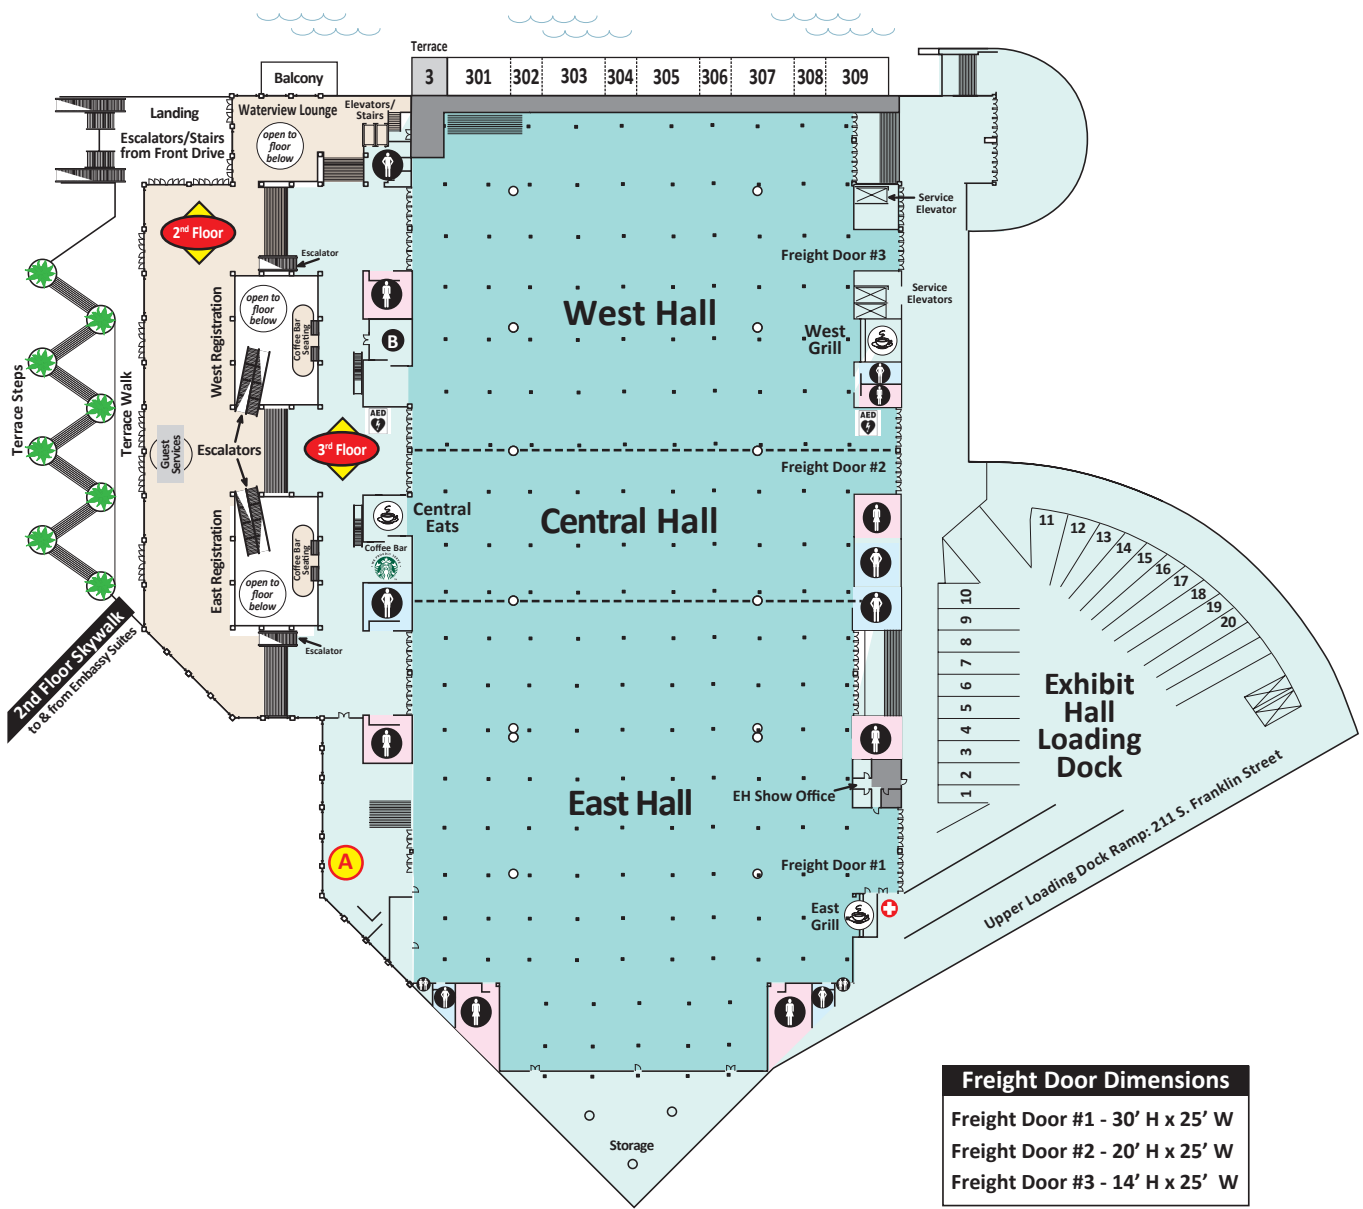 Terrace
3
301
302
303
304
305
306
307
308
309
Balcony
Landing
Escalators/Stairs
from Front Drive
Waterview Lounge
Elevators/
Stairs
open to
floor
below
2nd Floor
Escalator
Service
Elevator
Freight Door #3
Service
Elevators
West Hall
West
Grill
West Registration
open to
floor
below
Coffee Bar
Seating
B
AED
AED
Terrace Steps
Terrace Walk
Guest
Services
Escalators
3rd Floor
Freight Door #2
Central
Eats
Central Hall
Coffee Bar
East Registration
Coffee Bar
Seating
open to
floor
below
Escalator
2nd Floor Skywalk
to & from Embassy Suites
11
12
13
14
15
16
17
18
19
20
10
9
8
7
6
5
4
3
2
1
Exhibit
Hall
Loading
Dock
EH Show Office
East Hall
A
Freight Door #1
East
Grill
Upper Loading Dock Ramp: 211 S. Franklin Street
Storage
Freight Door Dimensions
Freight Door #1 - 30’ H x 25’ W
Freight Door #2 - 20’ H x 25’ W
Freight Door #3 - 14’ H x 25’ W